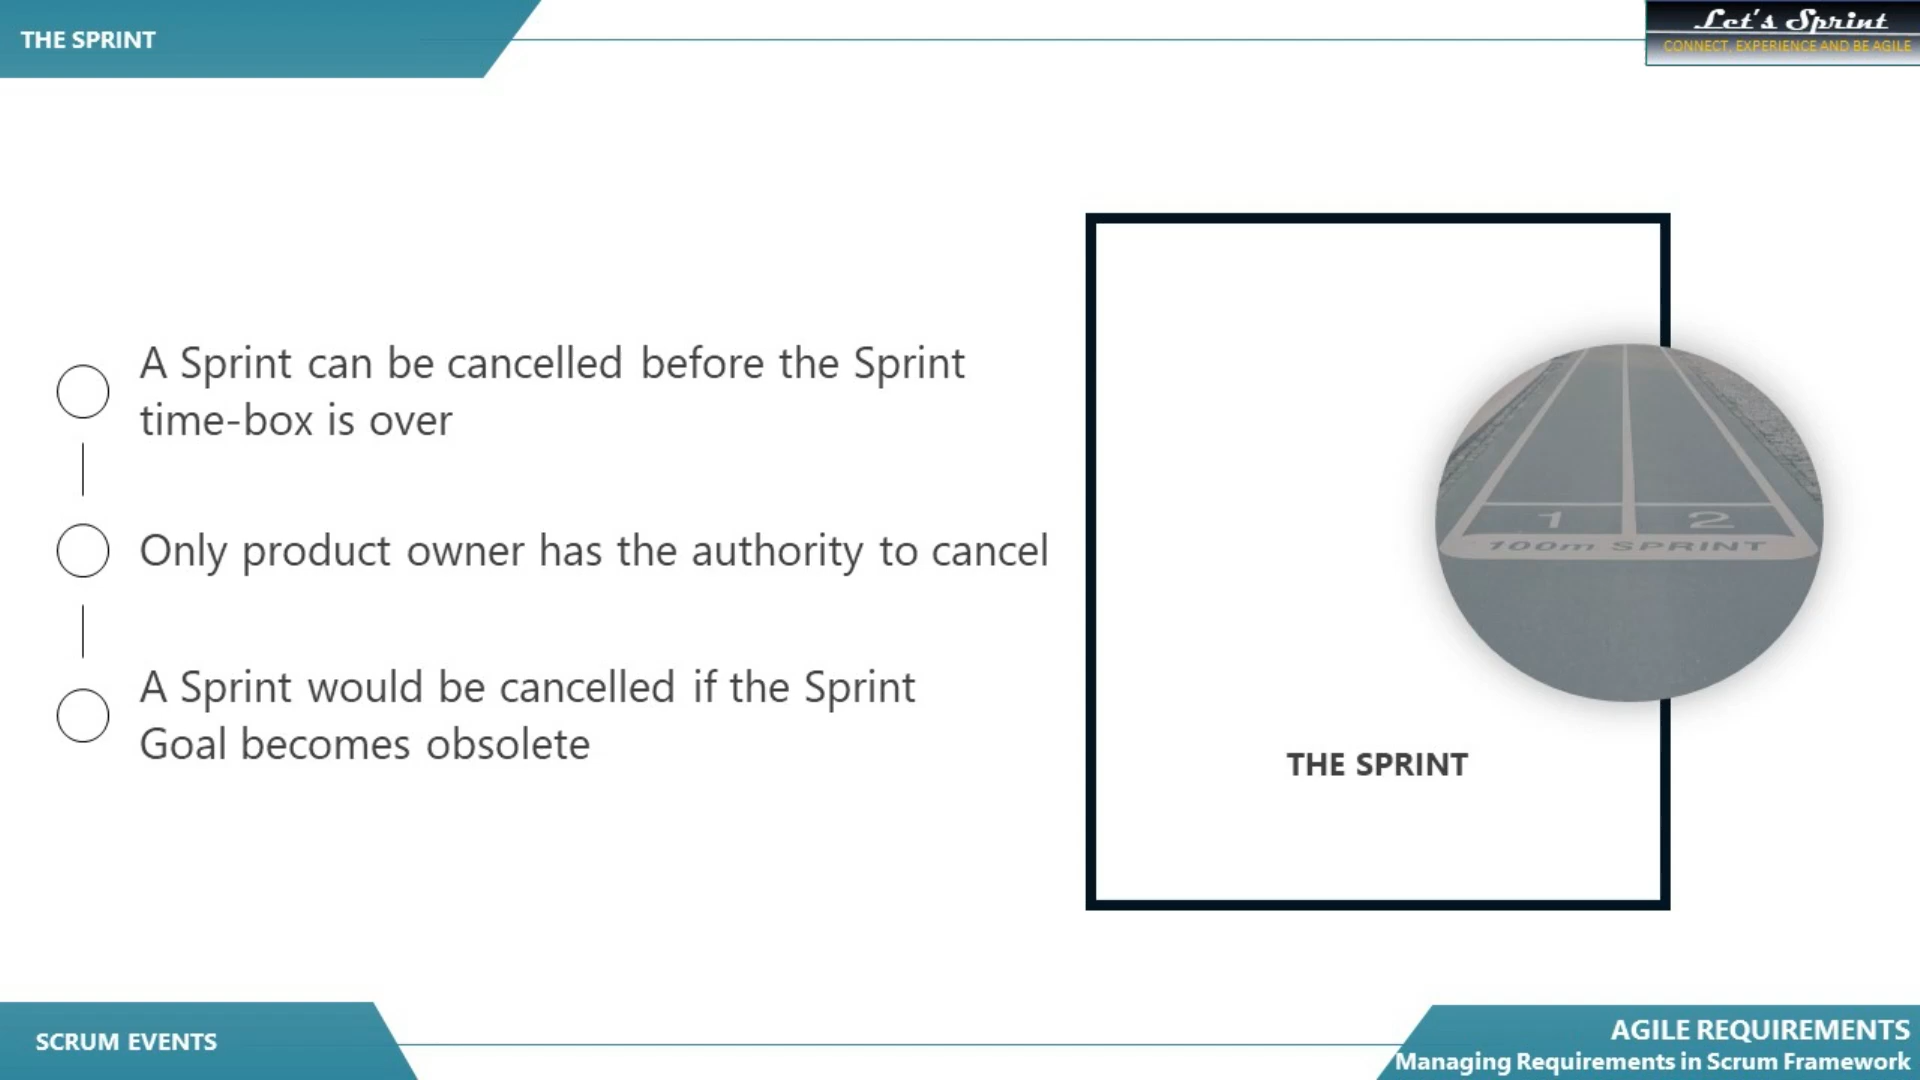 THE SPRINT
Let's Sprint
CONNECT, EXPERIENCE AND BE AGILE
A Sprint can be cancelled before the Sprint
time-box is over
Only product owner has the authority to cancel
A Sprint would be cancelled if the Sprint
Goal becomes obsolete
1 2
100m SPRINT
THE SPRINT
SCRUM EVENTS
AGILE REQUIREMENTS
Managing Requirements in Scrum Framework